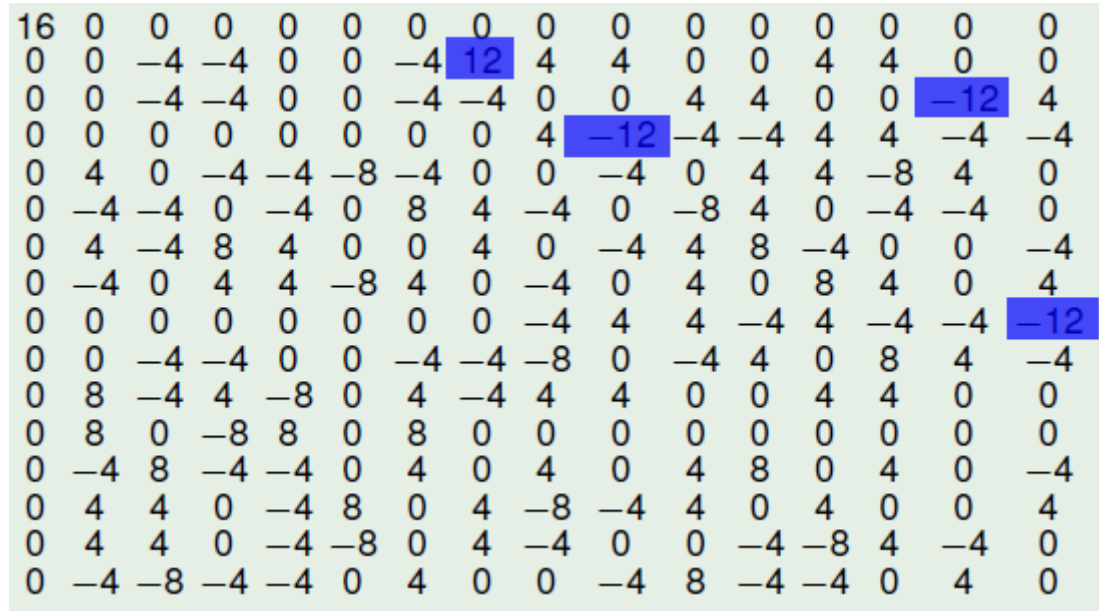 16 0 0 0 0 0 0 0 0 0 0 0 0 0 0 0
0 0 −4 −4 0 0 −4 12 4 4 0 0 4 4 0 0
0 0 −4 −4 0 0 −4 −4 0 0 4 4 0 0 −12 4
0 0 0 0 0 0 0 0 4 −12 −4 −4 4 4 −4 −4
0 4 0 −4 −4 −8 −4 0 0 −4 0 4 4 −8 4 0
0 −4 −4 0 −4 0 8 4 −4 0 −8 4 0 −4 −4 0
0 4 −4 8 4 0 0 4 0 −4 4 8 −4 0 0 −4
0 −4 0 4 4 −8 4 0 −4 0 4 0 8 4 0 4
0 0 0 0 0 0 0 0 −4 4 4 −4 4 −4 −4 −12
0 0 −4 −4 0 0 −4 −4 −8 0 −4 4 0 8 4 −4
0 8 −4 4 −8 0 4 −4 4 4 0 0 4 4 0 0
0 8 0 −8 8 0 8 0 0 0 0 0 0 0 0 0
0 −4 8 −4 −4 0 4 0 4 0 4 8 0 4 0 −4
0 4 4 0 −4 8 0 4 −8 −4 4 0 4 0 0 4
0 4 4 0 −4 −8 0 4 −4 0 0 −4 −8 4 −4 0
0 −4 −8 −4 −4 0 4 0 0 −4 8 −4 −4 0 4 0